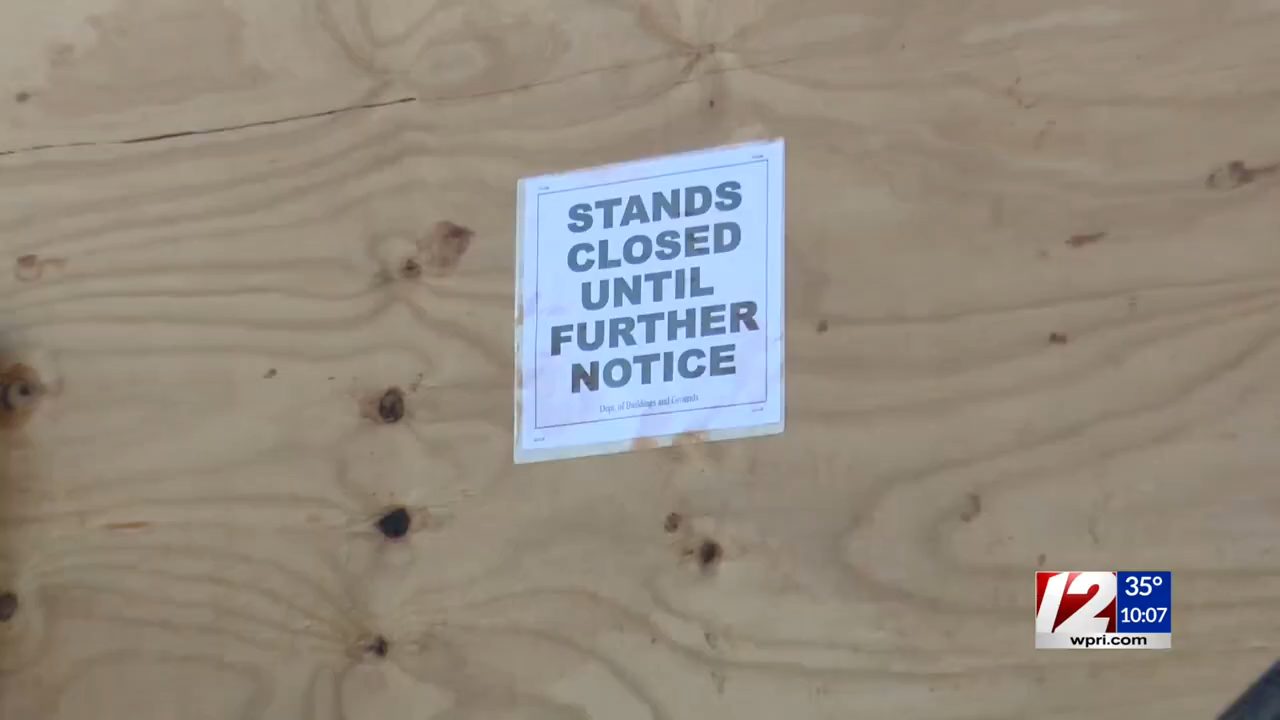 STANDS
CLOSED
UNTIL
FURTHER
NOTICE
Dept. of Buildings and Grounds
12
35°
10:07
wpri.com